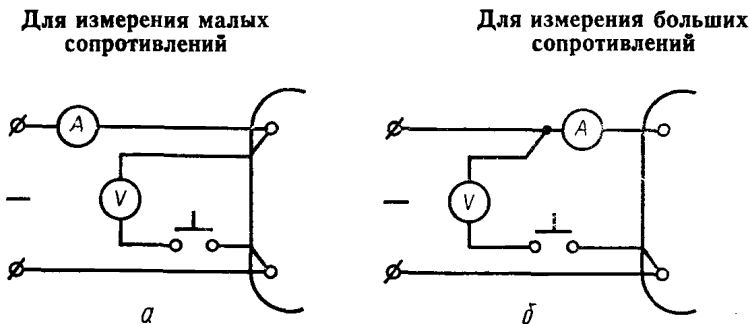 Для измерения малых
сопротивлений
Для измерения больших
сопротивлений
A
A
V
V
а
б